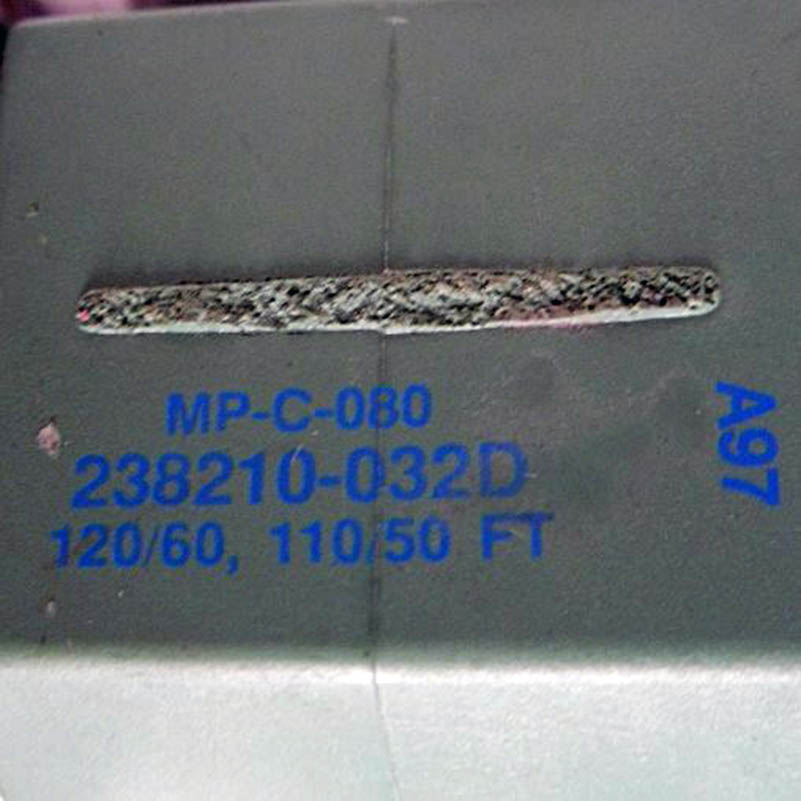 MP-C-080
238210-032D
120/60, 110/50 FT
A97